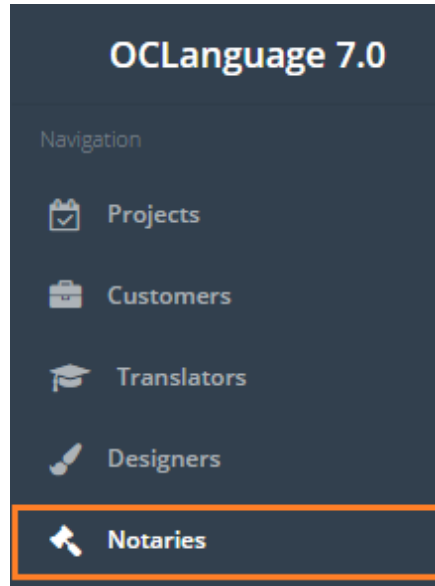 OCLanguage 7.0
Navigation
Projects
Customers
Translators
Designers
Notaries